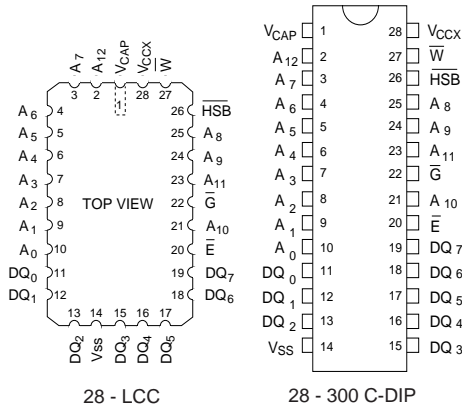 A7 A12 VCAP VCCX W̅
3 2 1 28 27
A6 4 26 H̅S̅B̅
A5 5 25 A8
A4 6 24 A9
A3 7 23 A11
A2 8 TOP VIEW 22 G̅
A1 9 21 A10
A0 10 20 E̅
DQ0 11 19 DQ7
DQ1 12 18 DQ6
13 14 15 16 17
DQ2 Vss DQ3 DQ4 DQ5
28 - LCC
VCAP 1 28 VCCX
A12 2 27 W̅
A7 3 26 H̅S̅B̅
A6 4 25 A8
A5 5 24 A9
A4 6 23 A11
A3 7 22 G̅
A2 8 21 A10
A1 9 20 E̅
A0 10 19 DQ7
DQ0 11 18 DQ6
DQ1 12 17 DQ5
DQ2 13 16 DQ4
VSS 14 15 DQ3
28 - 300 C-DIP